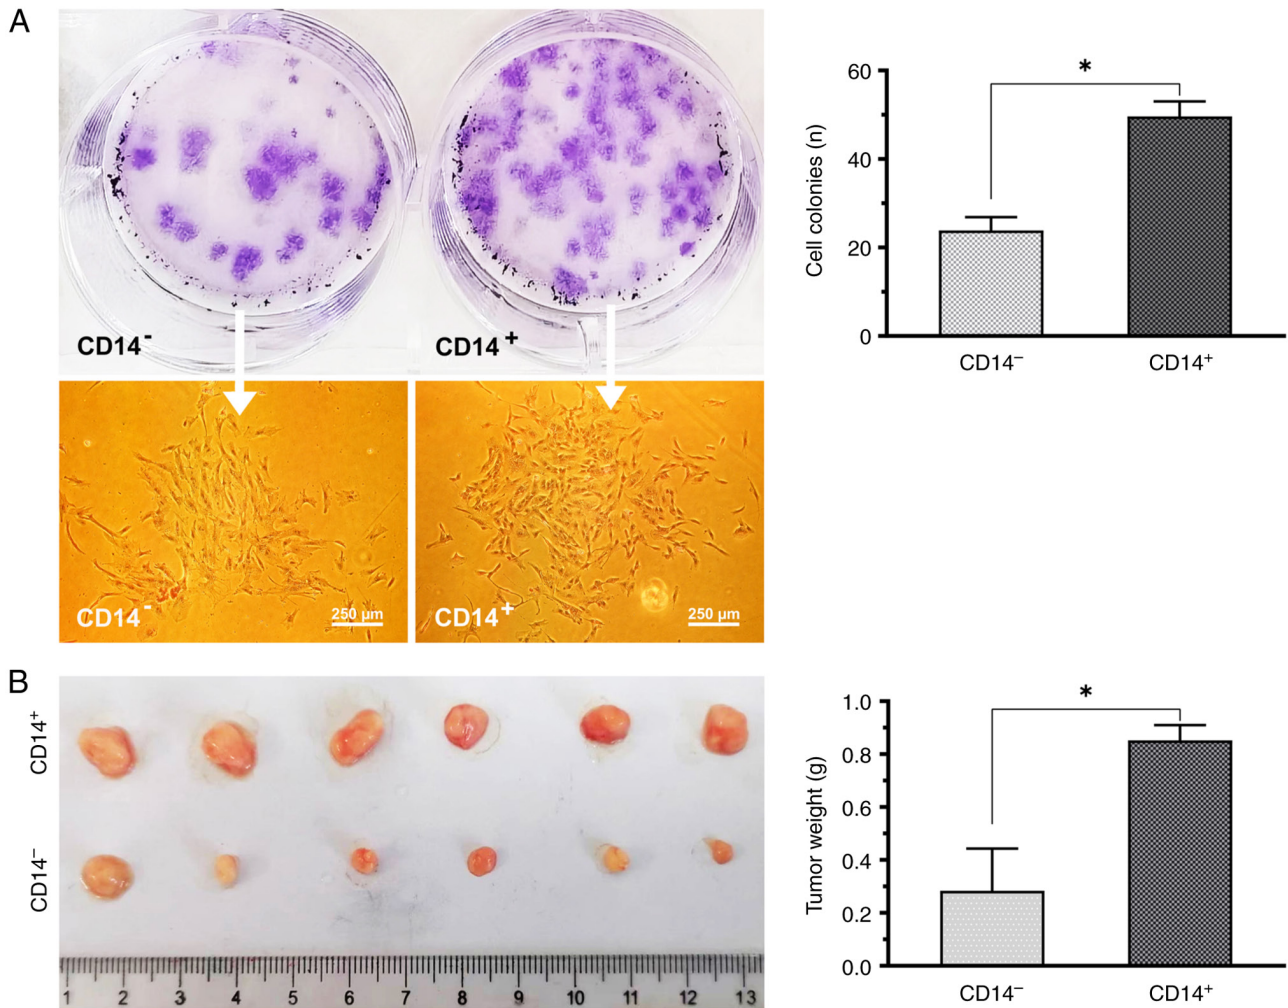 A
CD14⁻
CD14⁺
CD14⁻
250 µm
CD14⁺
250 µm
*
60
40
20
0
Cell colonies (n)
CD14⁻
CD14⁺
B
CD14⁺
CD14⁻
1 2 3 4 5 6 7 8 9 10 11 12 13
*
1.0
0.8
0.6
0.4
0.2
0.0
Tumor weight (g)
CD14⁻
CD14⁺